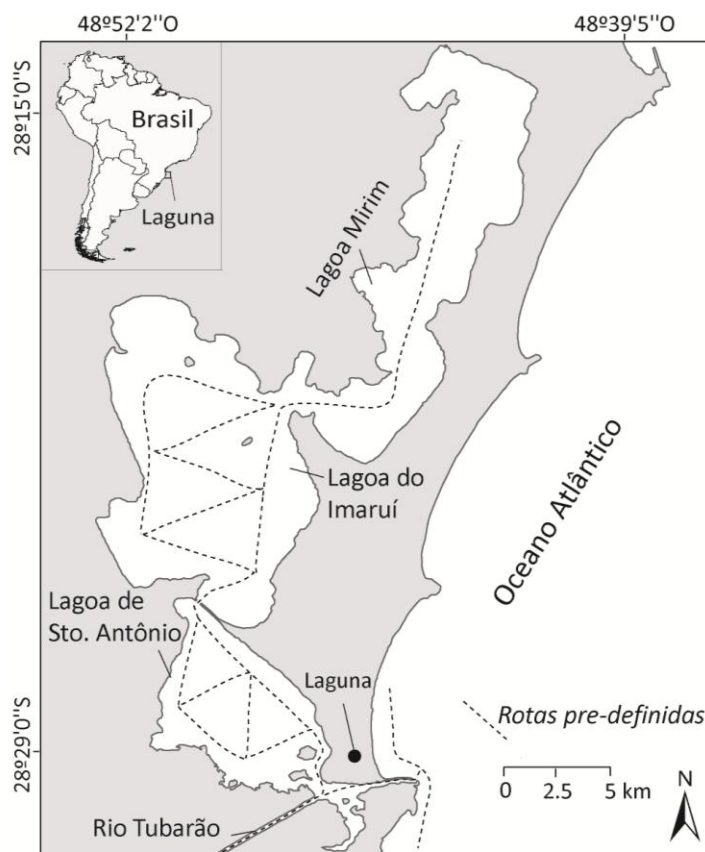 48º52'2''O
48º39'5''O
28º15'0''S
Brasil
Laguna
Lagoa Mirim
Oceano Atlântico
Lagoa do
Imaruí
Lagoa de
Sto. Antônio
Laguna
Rotas pre-definidas
28º29'0''S
0 2.5 5 km
N
Rio Tubarão